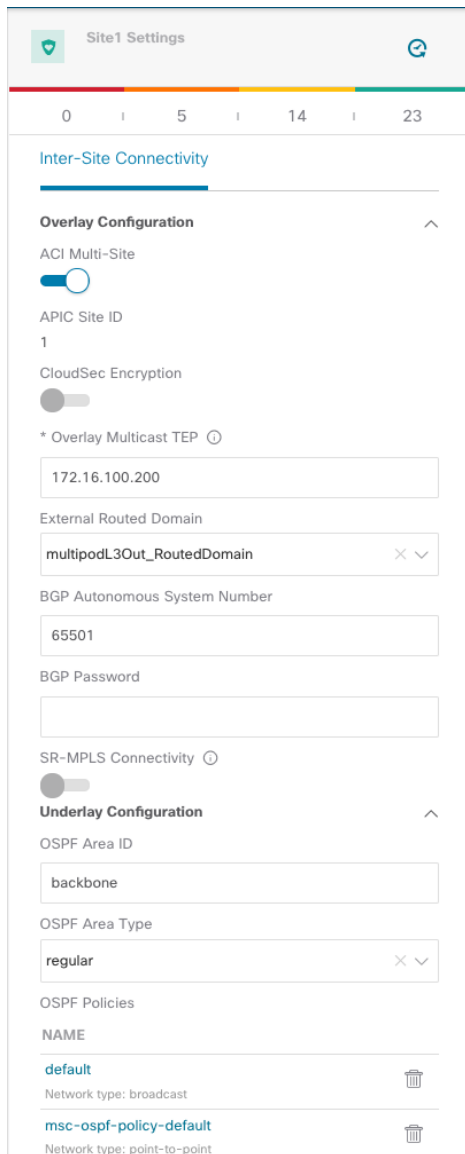 Site1 Settings
0 5 14 23
Inter-Site Connectivity
Overlay Configuration
ACI Multi-Site
APIC Site ID
1
CloudSec Encryption
* Overlay Multicast TEP
172.16.100.200
External Routed Domain
multipodL3Out_RoutedDomain
BGP Autonomous System Number
65501
BGP Password
SR-MPLS Connectivity
Underlay Configuration
OSPF Area ID
backbone
OSPF Area Type
regular
OSPF Policies
NAME
default
Network type: broadcast
msc-ospf-policy-default
Network type: point-to-point